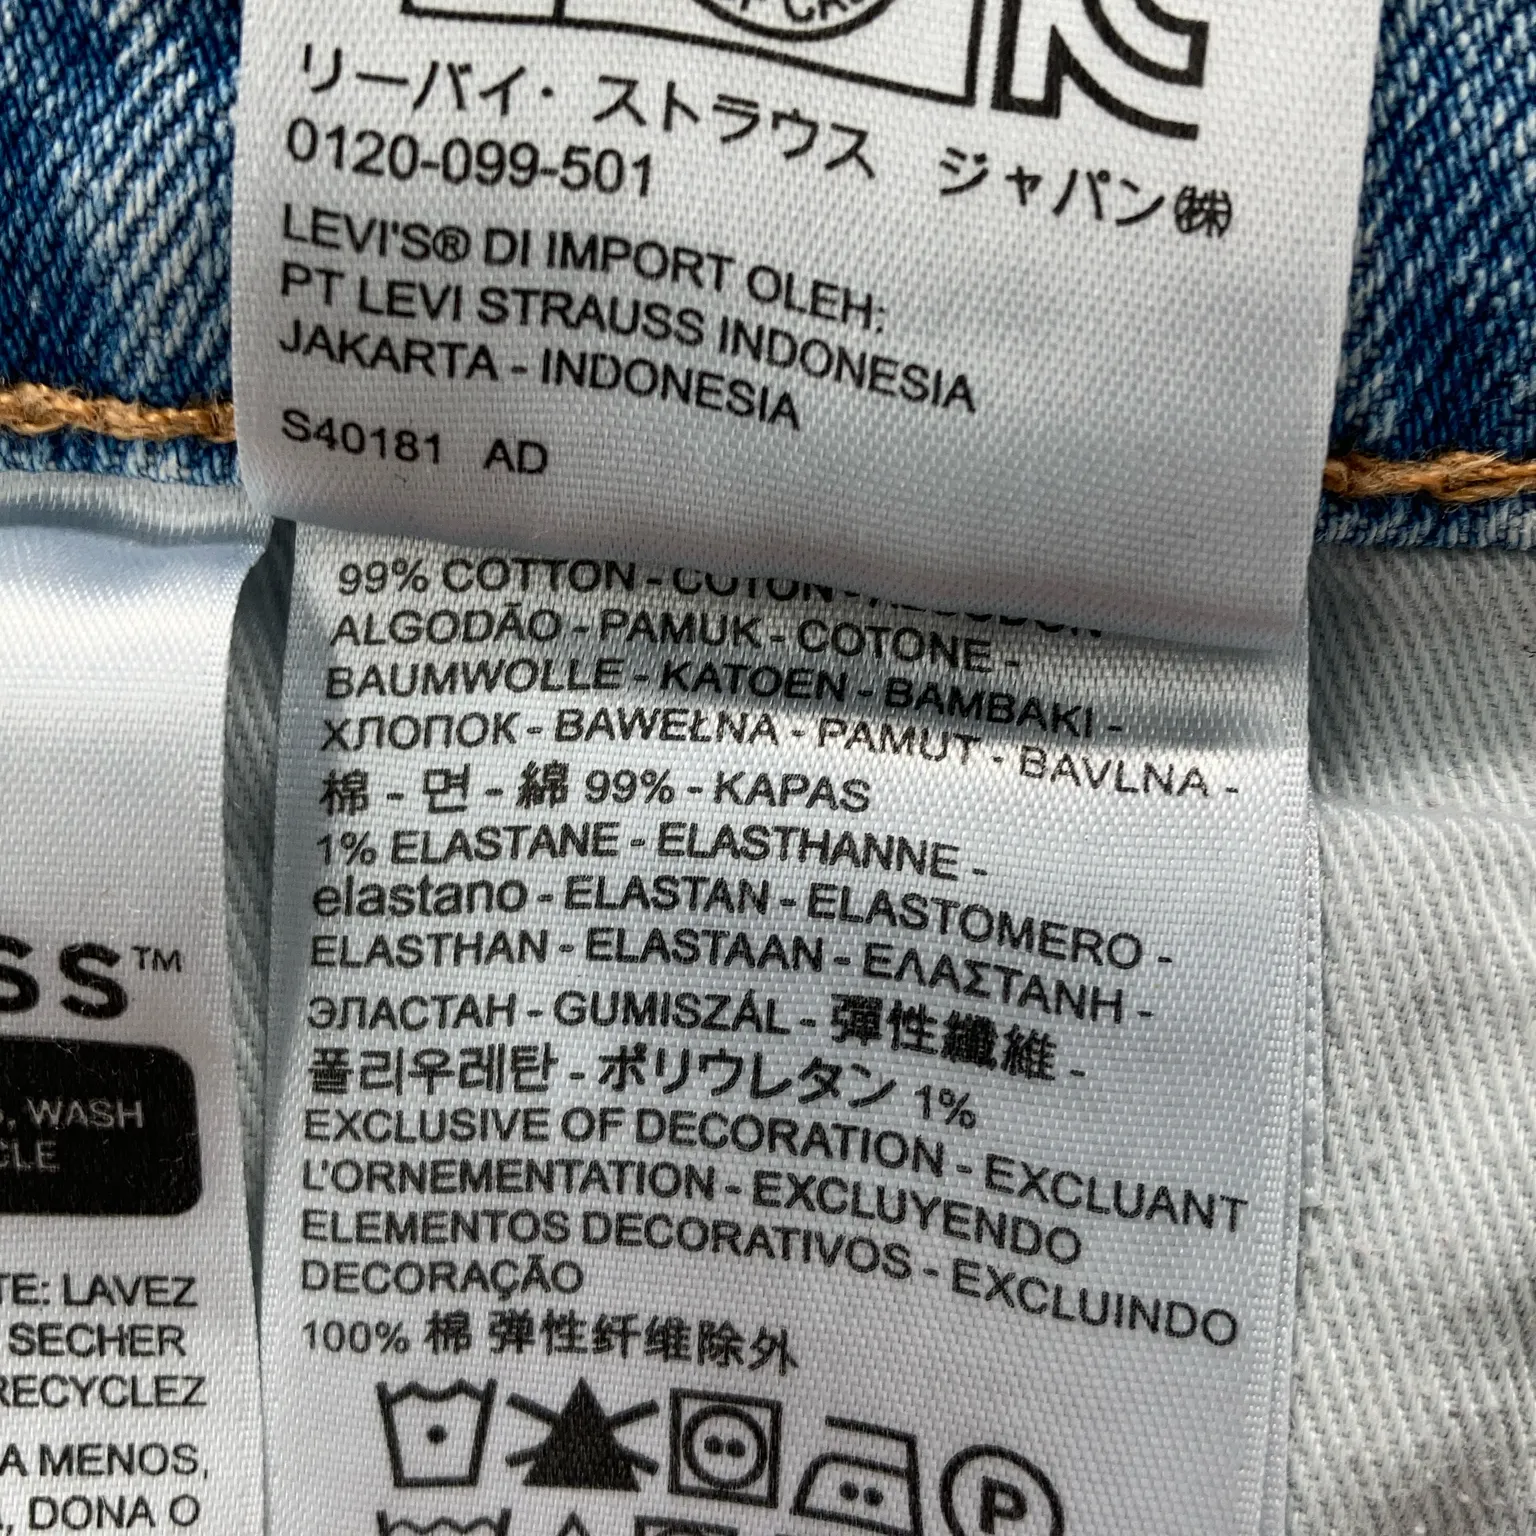 リーバイ・ストラウス ジャパン㈱
0120-099-501
LEVI'S® DI IMPORT OLEH:
PT LEVI STRAUSS INDONESIA
JAKARTA - INDONESIA
S40181 AD
99% COTTON - COTON - ALGODON
ALGODÃO - PAMUK - COTONE -
BAUMWOLLE - KATOEN - BAMBAKI -
ХЛОПОК - BAWEŁNA - PAMUT - BAVLNA -
棉 - 면 - 綿 99% - KAPAS
1% ELASTANE - ELASTHANNE -
elastano - ELASTAN - ELASTOMERO -
ELASTHAN - ELASTAAN - ΕΛΑΣΤΑΝΗ -
ЭЛАСТАН - GUMISZÁL - 彈性纖維 -
폴리우레탄 - ポリウレタン 1%
EXCLUSIVE OF DECORATION - EXCLUANT
L'ORNEMENTATION - EXCLUYENDO
ELEMENTOS DECORATIVOS - EXCLUINDO
DECORAÇÃO
100% 棉 弹性纤维除外
P
SS™
WASH
CLE
TE: LAVEZ
SECHER
RECYCLEZ
A MENOS,
, DONA O